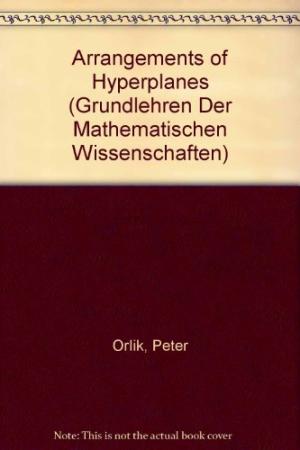 Arrangements of
Hyperplanes
(Grundlehren Der
Mathematischen
Wissenschaften)
Orlik, Peter
Note: This is not the actual book cover